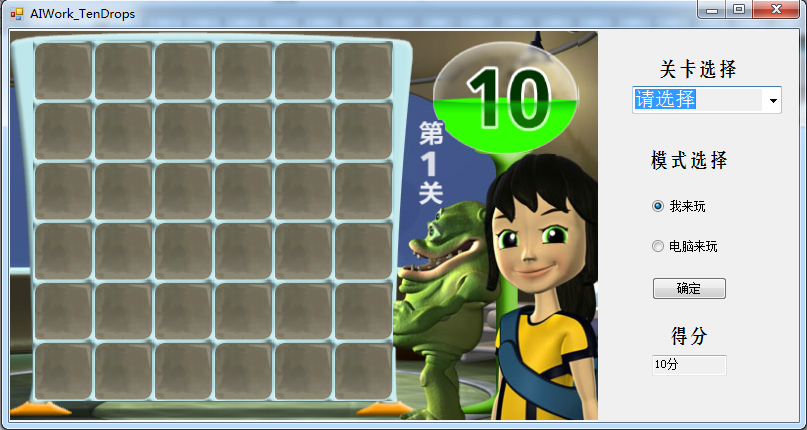 AIWork_TenDrops
10
第
1
关
关卡选择
请选择
模式选择
我来玩
电脑来玩
确定
得分
10分